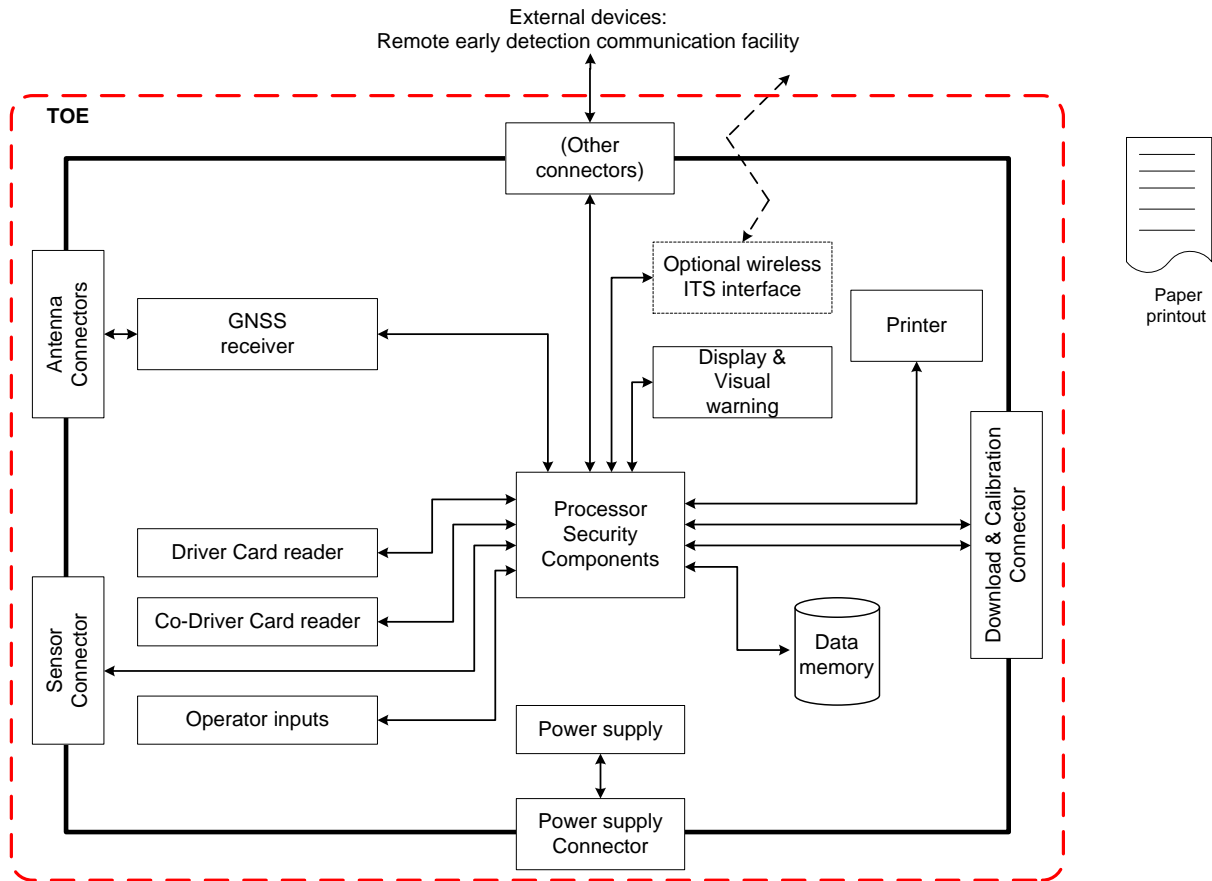 External devices:
Remote early detection communication facility
TOE
(Other
connectors)
Antenna
Connectors
GNSS
receiver
Optional wireless
ITS interface
Printer
Display &
Visual
warning
Paper
printout
Processor
Security
Components
Download & Calibration
Connector
Driver Card reader
Co-Driver Card reader
Sensor
Connector
Operator inputs
Data
memory
Power supply
Power supply
Connector